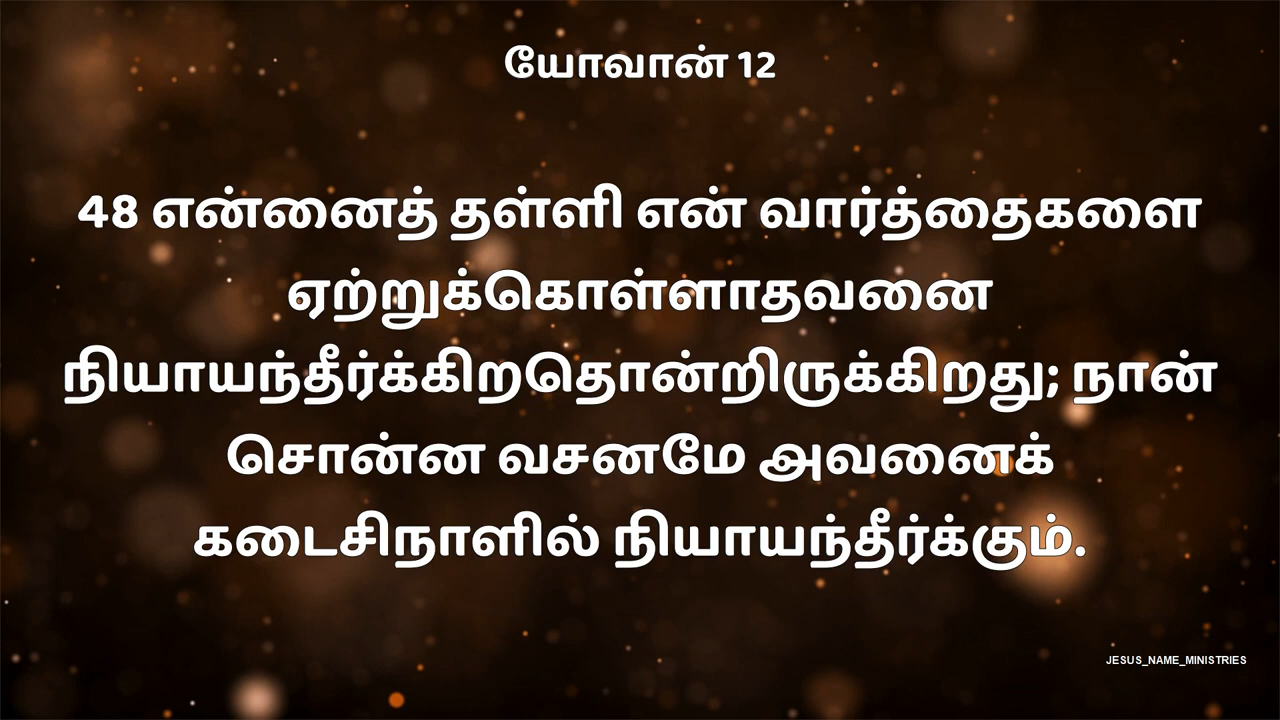 யோவான் 12
48 என்னைத் தள்ளி என் வார்த்தைகளை
ஏற்றுக்கொள்ளாதவனை
நியாயந்தீர்க்கிறதொன்றிருக்கிறது; நான்
சொன்ன வசனமே அவனைக்
கடைசிநாளில் நியாயந்தீர்க்கும்.
JESUS_NAME_MINISTRIES